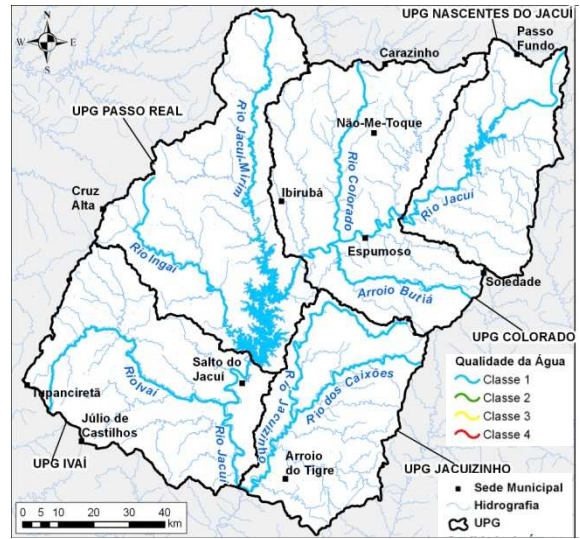 UPG NASCENTES DO JACUÍ
N
W
E
S
Passo
Fundo
Carazinho
UPG PASSO REAL
Rio Jacuí-Mirim
Não-Me-Toque
Rio Colorado
Cruz
Alta
Ibirubá
Rio Jacuí
Rio Ingaí
Espumoso
Arroio Butiá
Soledade
UPG COLORADO
Qualidade da Água
Classe 1
Classe 2
Classe 3
Classe 4
Salto do
Jacuí
Rio Ivaí
Rio Jacuizinho
Rio dos Caixões
Tupanciretã
Júlio de
Castilhos
Rio Jacuí
Arroio
do Tigre
UPG IVAÍ
UPG JACUIZINHO
Sede Municipal
Hidrografia
UPG
0 5 10 20 30 40
km